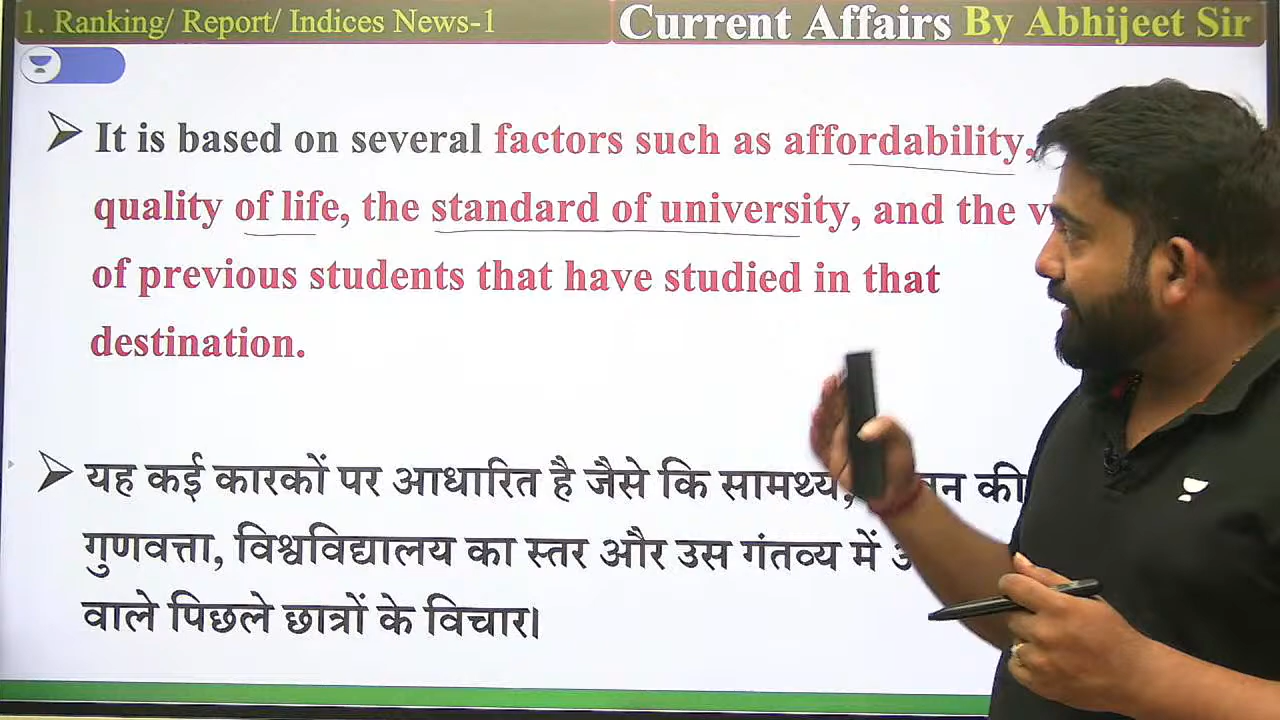 1. Ranking/ Report/ Indices News-1
Current Affairs By Abhijeet Sir
It is based on several factors such as affordability,
quality of life, the standard of university, and the
of previous students that have studied in that
destination.
यह कई कारकों पर आधारित है जैसे कि सामर्थ्य, की
गुणवत्ता, विश्वविद्यालय का स्तर और उस गंतव्य में
वाले पिछले छात्रों के विचार।